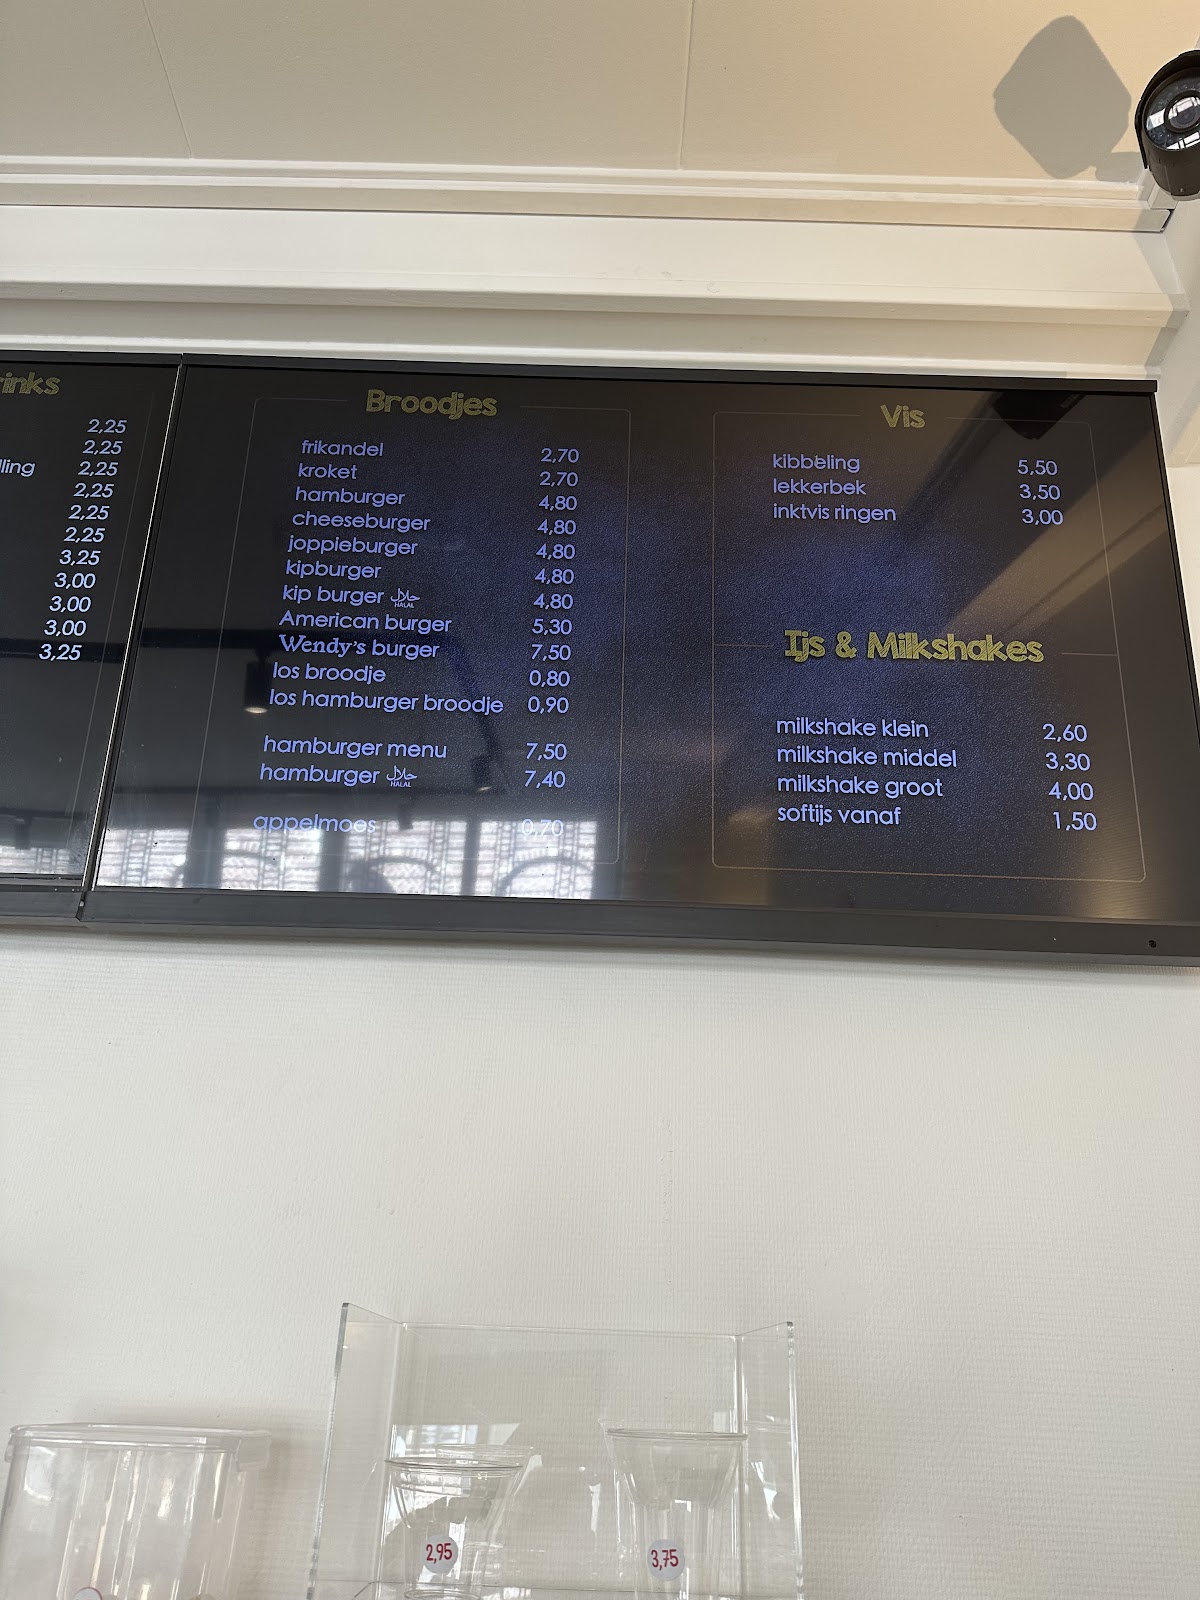 rinks
2,25
2,25
lling 2,25
2,25
2,25
2,25
3,25
3,00
3,00
3,00
3,25
Broodjes
frikandel 2,70
kroket 2,70
hamburger 4,80
cheeseburger 4,80
joppieburger 4,80
kipburger 4,80
kip burger حلال HALAL 4,80
American burger 5,30
Wendy's burger 7,50
los broodje 0,80
los hamburger broodje 0,90
hamburger menu 7,50
hamburger حلال HALAL 7,40
appelmoes 0,70
Vis
kibbeling 5,50
lekkerbek 3,50
inktvis ringen 3,00
Ijs & Milkshakes
milkshake klein 2,60
milkshake middel 3,30
milkshake groot 4,00
softijs vanaf 1,50
2,95
3,75